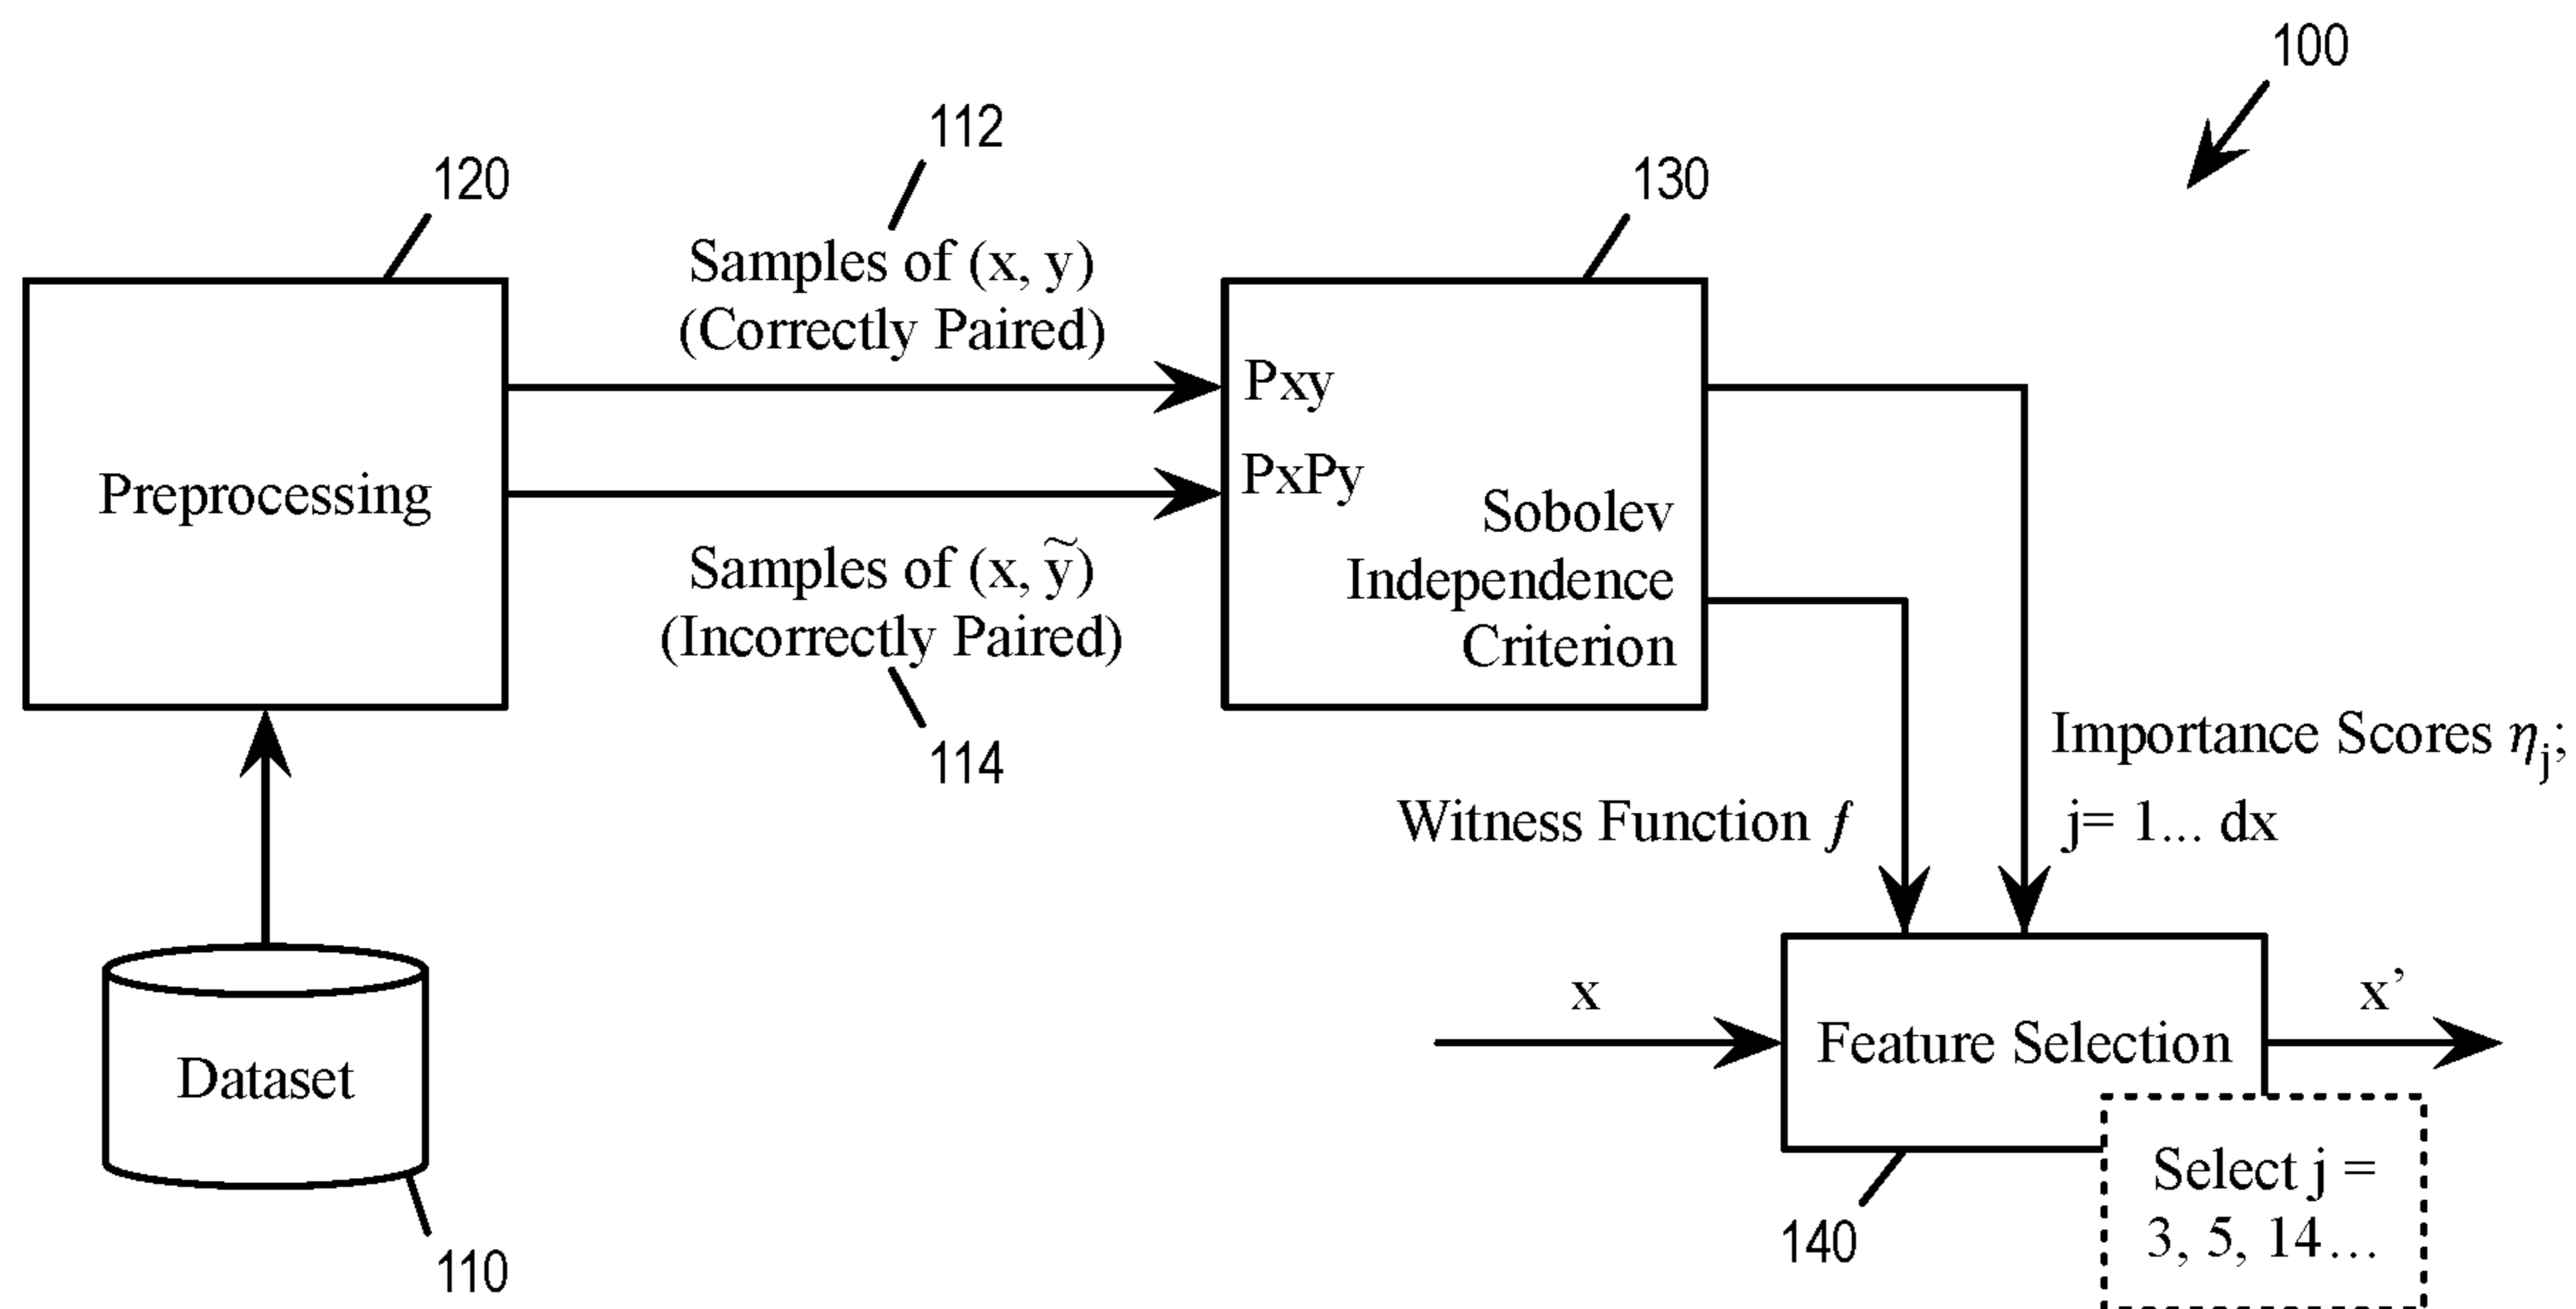 100
112
120
130
Samples of (x, y)
(Correctly Paired)
Pxy
PxPy
Preprocessing
Sobolev
Independence
Criterion
Samples of (x, ỹ)
(Incorrectly Paired)
114
Importance Scores ηj;
j= 1... dx
Witness Function f
x
Feature Selection
x’
Dataset
Select j =
3, 5, 14...
140
110